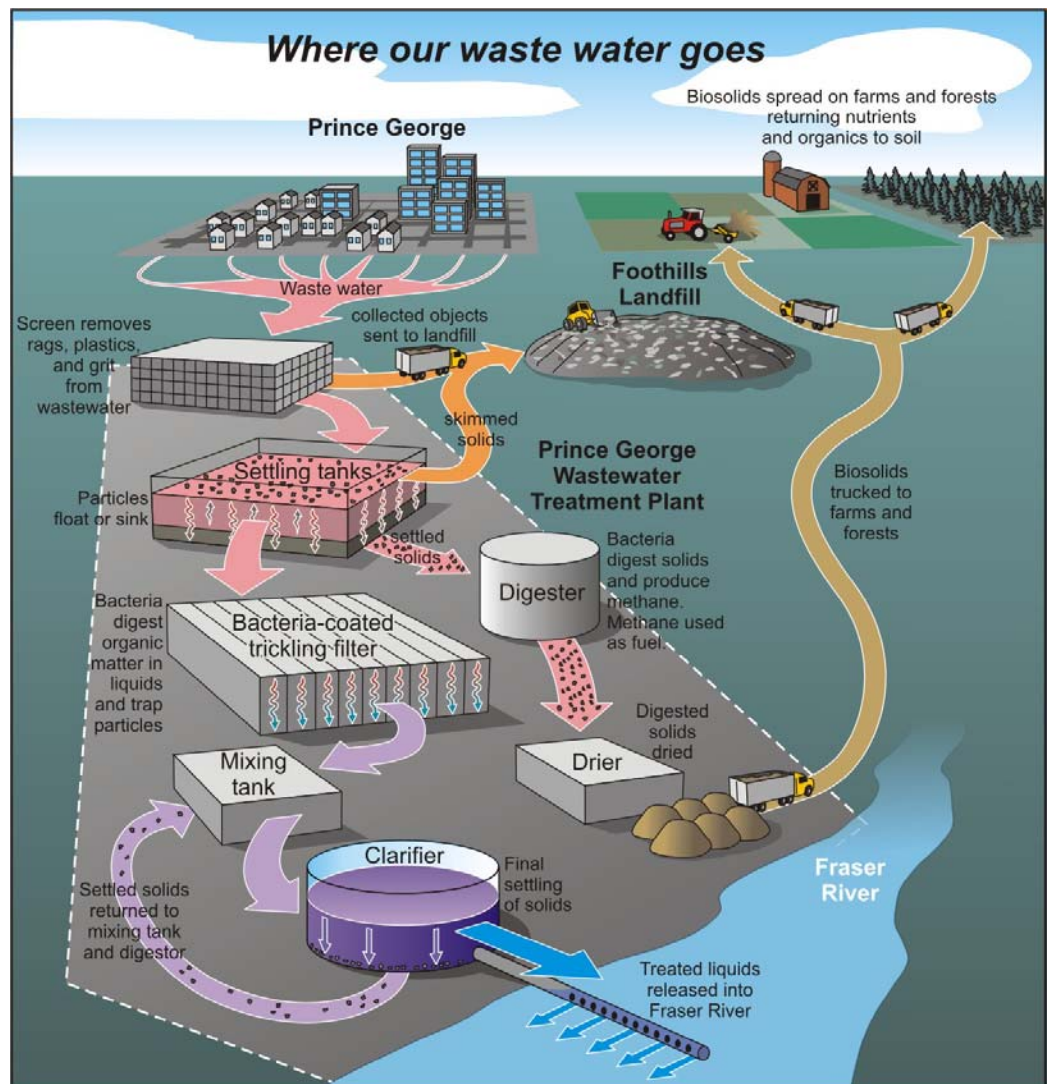 Where our waste water goes
Biosolids spread on farms and forests
returning nutrients
and organics to soil
Prince George
Waste water
Foothills
Landfill
collected objects
sent to landfill
Screen removes
rags, plastics,
and grit
from
wastewater
skimmed
solids
Settling tanks
Prince George
Wastewater
Treatment Plant
Biosolids
trucked to
farms and
forests
Particles
float or sink
settled
solids
Digester
Bacteria
digest solids
and produce
methane.
Methane used
as fuel.
Bacteria
digest
organic
matter in
liquids
and trap
particles
Bacteria-coated
trickling filter
Digested
solids
dried
Mixing
tank
Drier
Clarifier
Final
settling
of solids
Fraser
River
Settled solids
returned to
mixing tank
and digestor
Treated liquids
released into
Fraser River